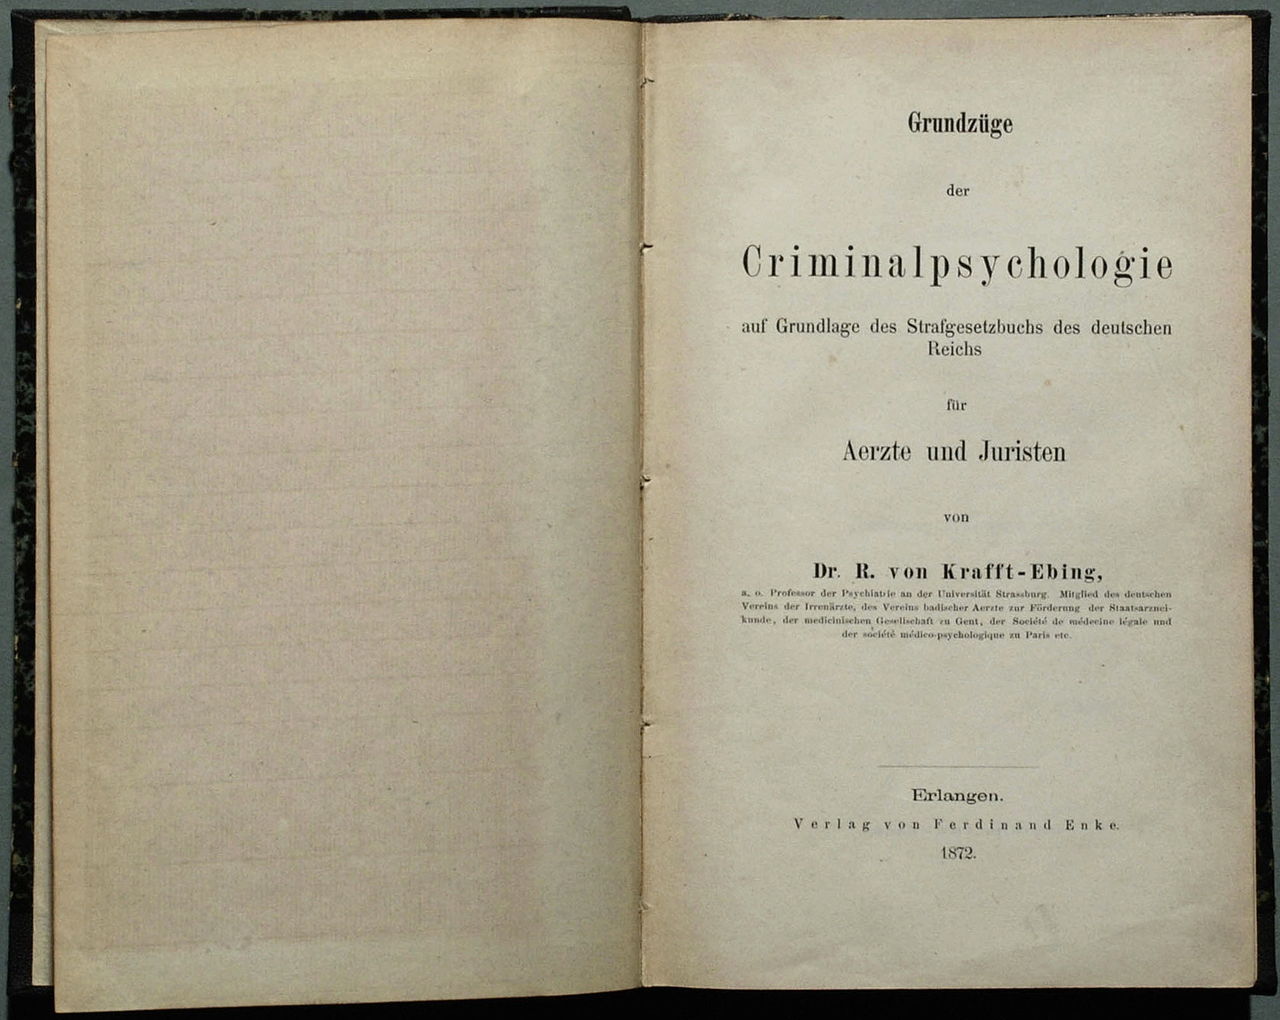 Grundzüge
der
Criminalpsychologie
auf Grundlage des Strafgesetzbuchs des deutschen
Reichs
für
Aerzte und Juristen
von
Dr. R. von Krafft-Ebing,
a. o. Professor der Psychiatrie an der Universität Strassburg. Mitglied des deutschen
Vereins der Irrenärzte, des Vereins badischer Aerzte zur Förderung der Staatsarznei-
kunde, der medicinischen Gesellschaft zu Gent, der Société de médecine légale und
der société médico-psychologique zu Paris etc.
Erlangen.
Verlag von Ferdinand Enke.
1872.